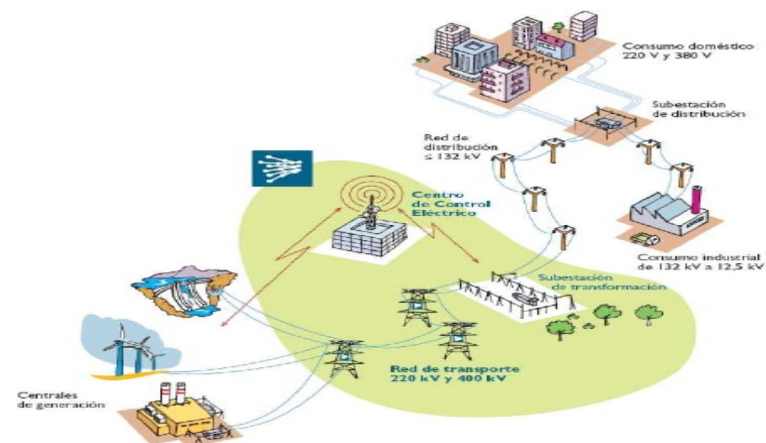 Consumo doméstico
220 V y 380 V
Subestación
de distribución
Red de
distribución
≤ 132 kV
Centro
de Control
Eléctrico
Consumo industrial
de 132 kV a 12,5 kV
Subestación
de transformación
Red de transporte
220 kV y 400 kV
Centrales
de generación